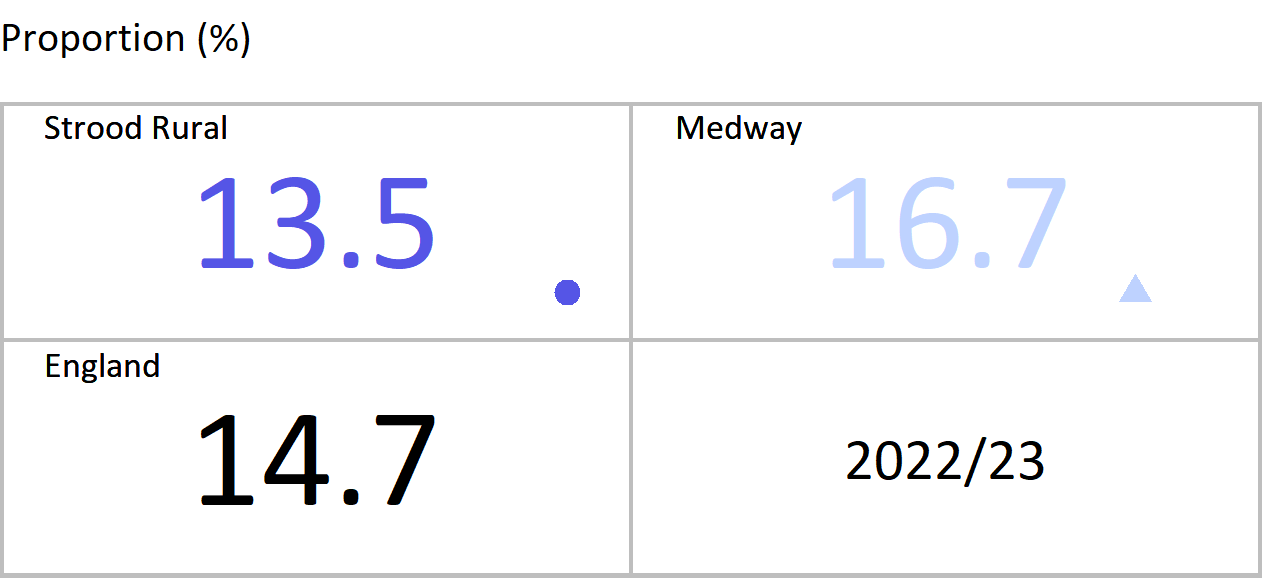 Proportion (%)
Strood Rural
13.5
Medway
16.7
England
14.7
2022/23